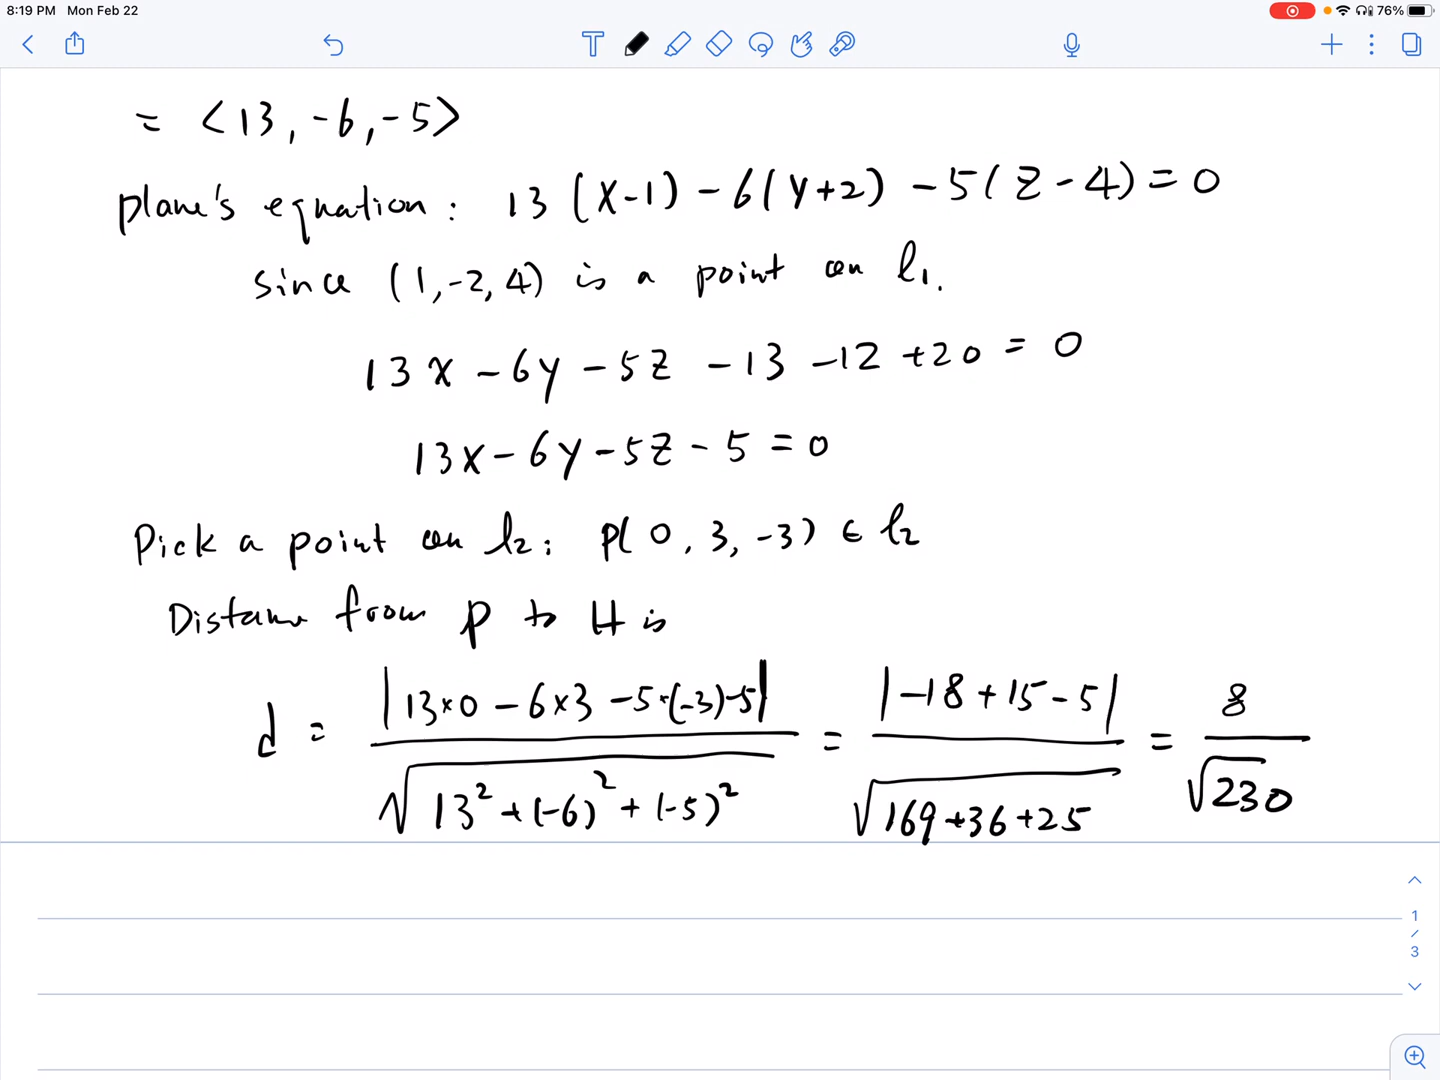 8:19 PM Mon Feb 22 76%
T
= <13, -6, -5>
plane's equation: 13 (x-1) - 6(y+2) - 5(z-4) = 0
since (1,-2,4) is a point on l₁.
13x - 6y - 5z - 13 - 12 + 20 = 0
13x - 6y - 5z - 5 = 0
Pick a point on l₂: P(0, 3, -3) ∈ l₂
Distance from P to H is
d = |13×0 - 6×3 - 5·(-3)-5| / √(13² + (-6)² + (-5)²) = |-18 + 15 - 5| / √(169+36+25) = 8 / √230
1
/
3